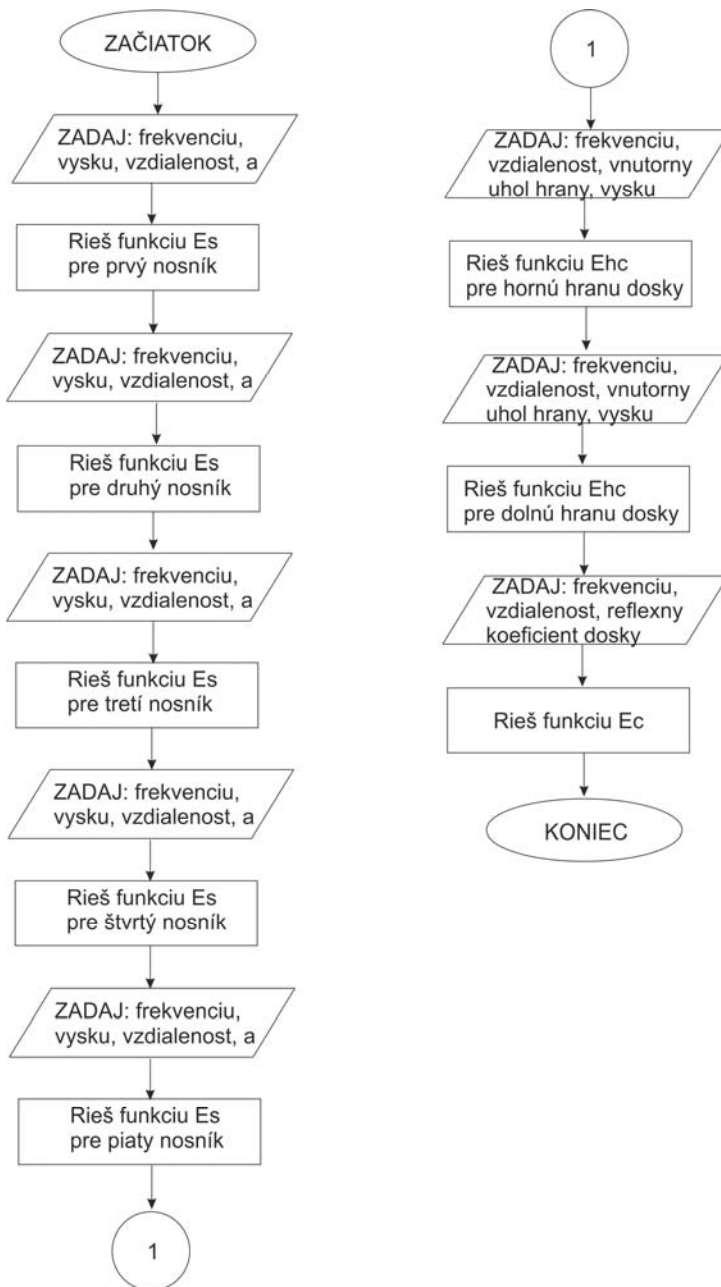 ZAČIATOK
ZADAJ: frekvenciu,
vysku, vzdialenost, a
Rieš funkciu Es
pre prvý nosník
ZADAJ: frekvenciu,
vysku, vzdialenost, a
Rieš funkciu Es
pre druhý nosník
ZADAJ: frekvenciu,
vysku, vzdialenost, a
Rieš funkciu Es
pre tretí nosník
ZADAJ: frekvenciu,
vysku, vzdialenost, a
Rieš funkciu Es
pre štvrtý nosník
ZADAJ: frekvenciu,
vysku, vzdialenost, a
Rieš funkciu Es
pre piaty nosník
1
1
ZADAJ: frekvenciu,
vzdialenost, vnutorny
uhol hrany, vysku
Rieš funkciu Ehc
pre hornú hranu dosky
ZADAJ: frekvenciu,
vzdialenost, vnutorny
uhol hrany, vysku
Rieš funkciu Ehc
pre dolnú hranu dosky
ZADAJ: frekvenciu,
vzdialenost, reflexny
koeficient dosky
Rieš funkciu Ec
KONIEC